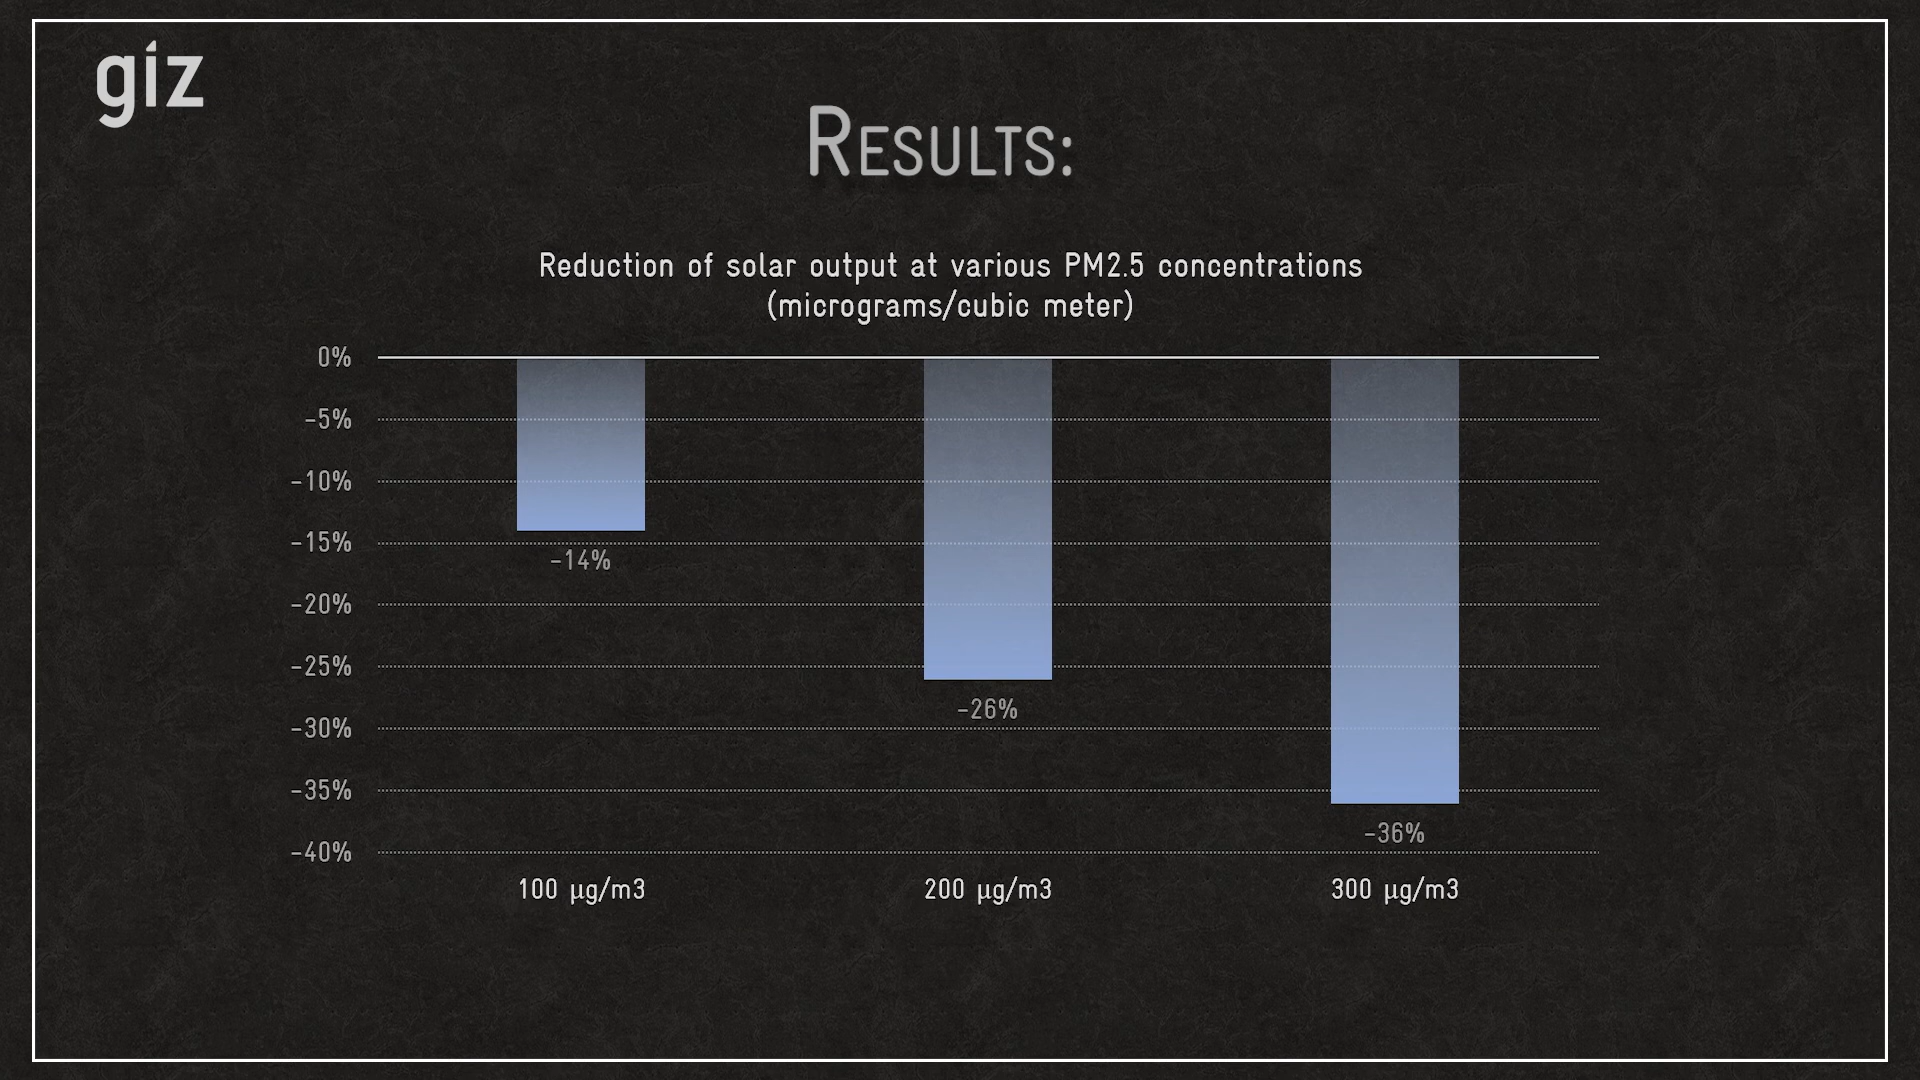 giz
RESULTS:
Reduction of solar output at various PM2.5 concentrations
(micrograms/cubic meter)
0%
-5%
-10%
-15%
-14%
-20%
-25%
-26%
-30%
-35%
-36%
-40%
100 µg/m3 200 µg/m3 300 µg/m3